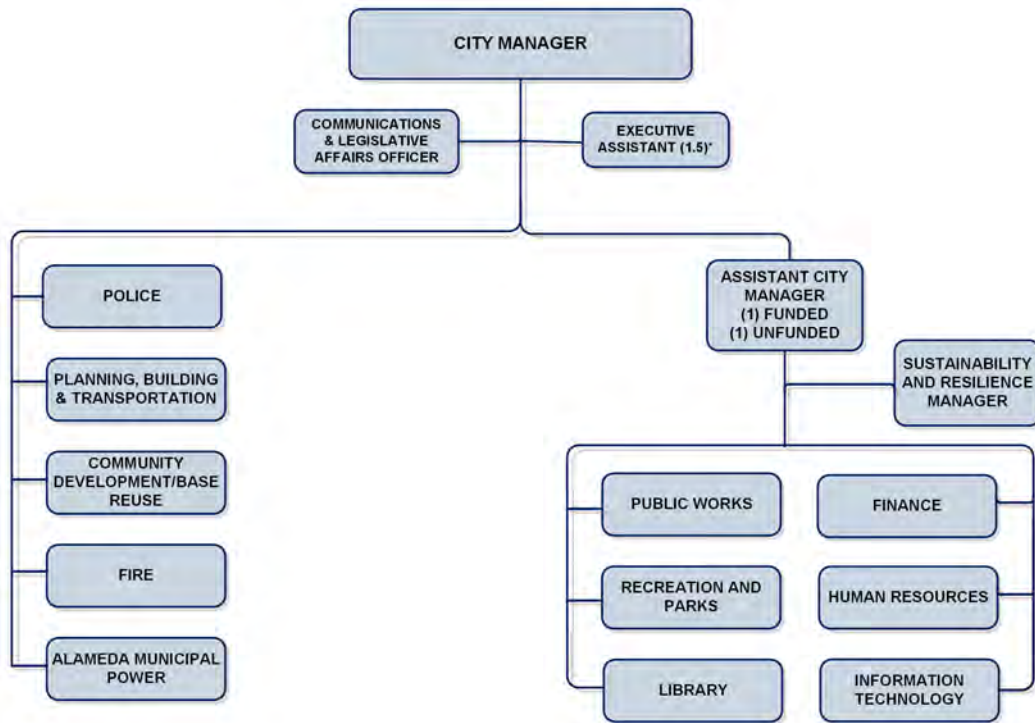 CITY MANAGER
COMMUNICATIONS
& LEGISLATIVE
AFFAIRS OFFICER
EXECUTIVE
ASSISTANT (1.5)*
POLICE
PLANNING, BUILDING
& TRANSPORTATION
COMMUNITY
DEVELOPMENT/BASE
REUSE
FIRE
ALAMEDA MUNICIPAL
POWER
ASSISTANT CITY
MANAGER
(1) FUNDED
(1) UNFUNDED
SUSTAINABILITY
AND RESILIENCE
MANAGER
PUBLIC WORKS
FINANCE
RECREATION AND
PARKS
HUMAN RESOURCES
LIBRARY
INFORMATION
TECHNOLOGY